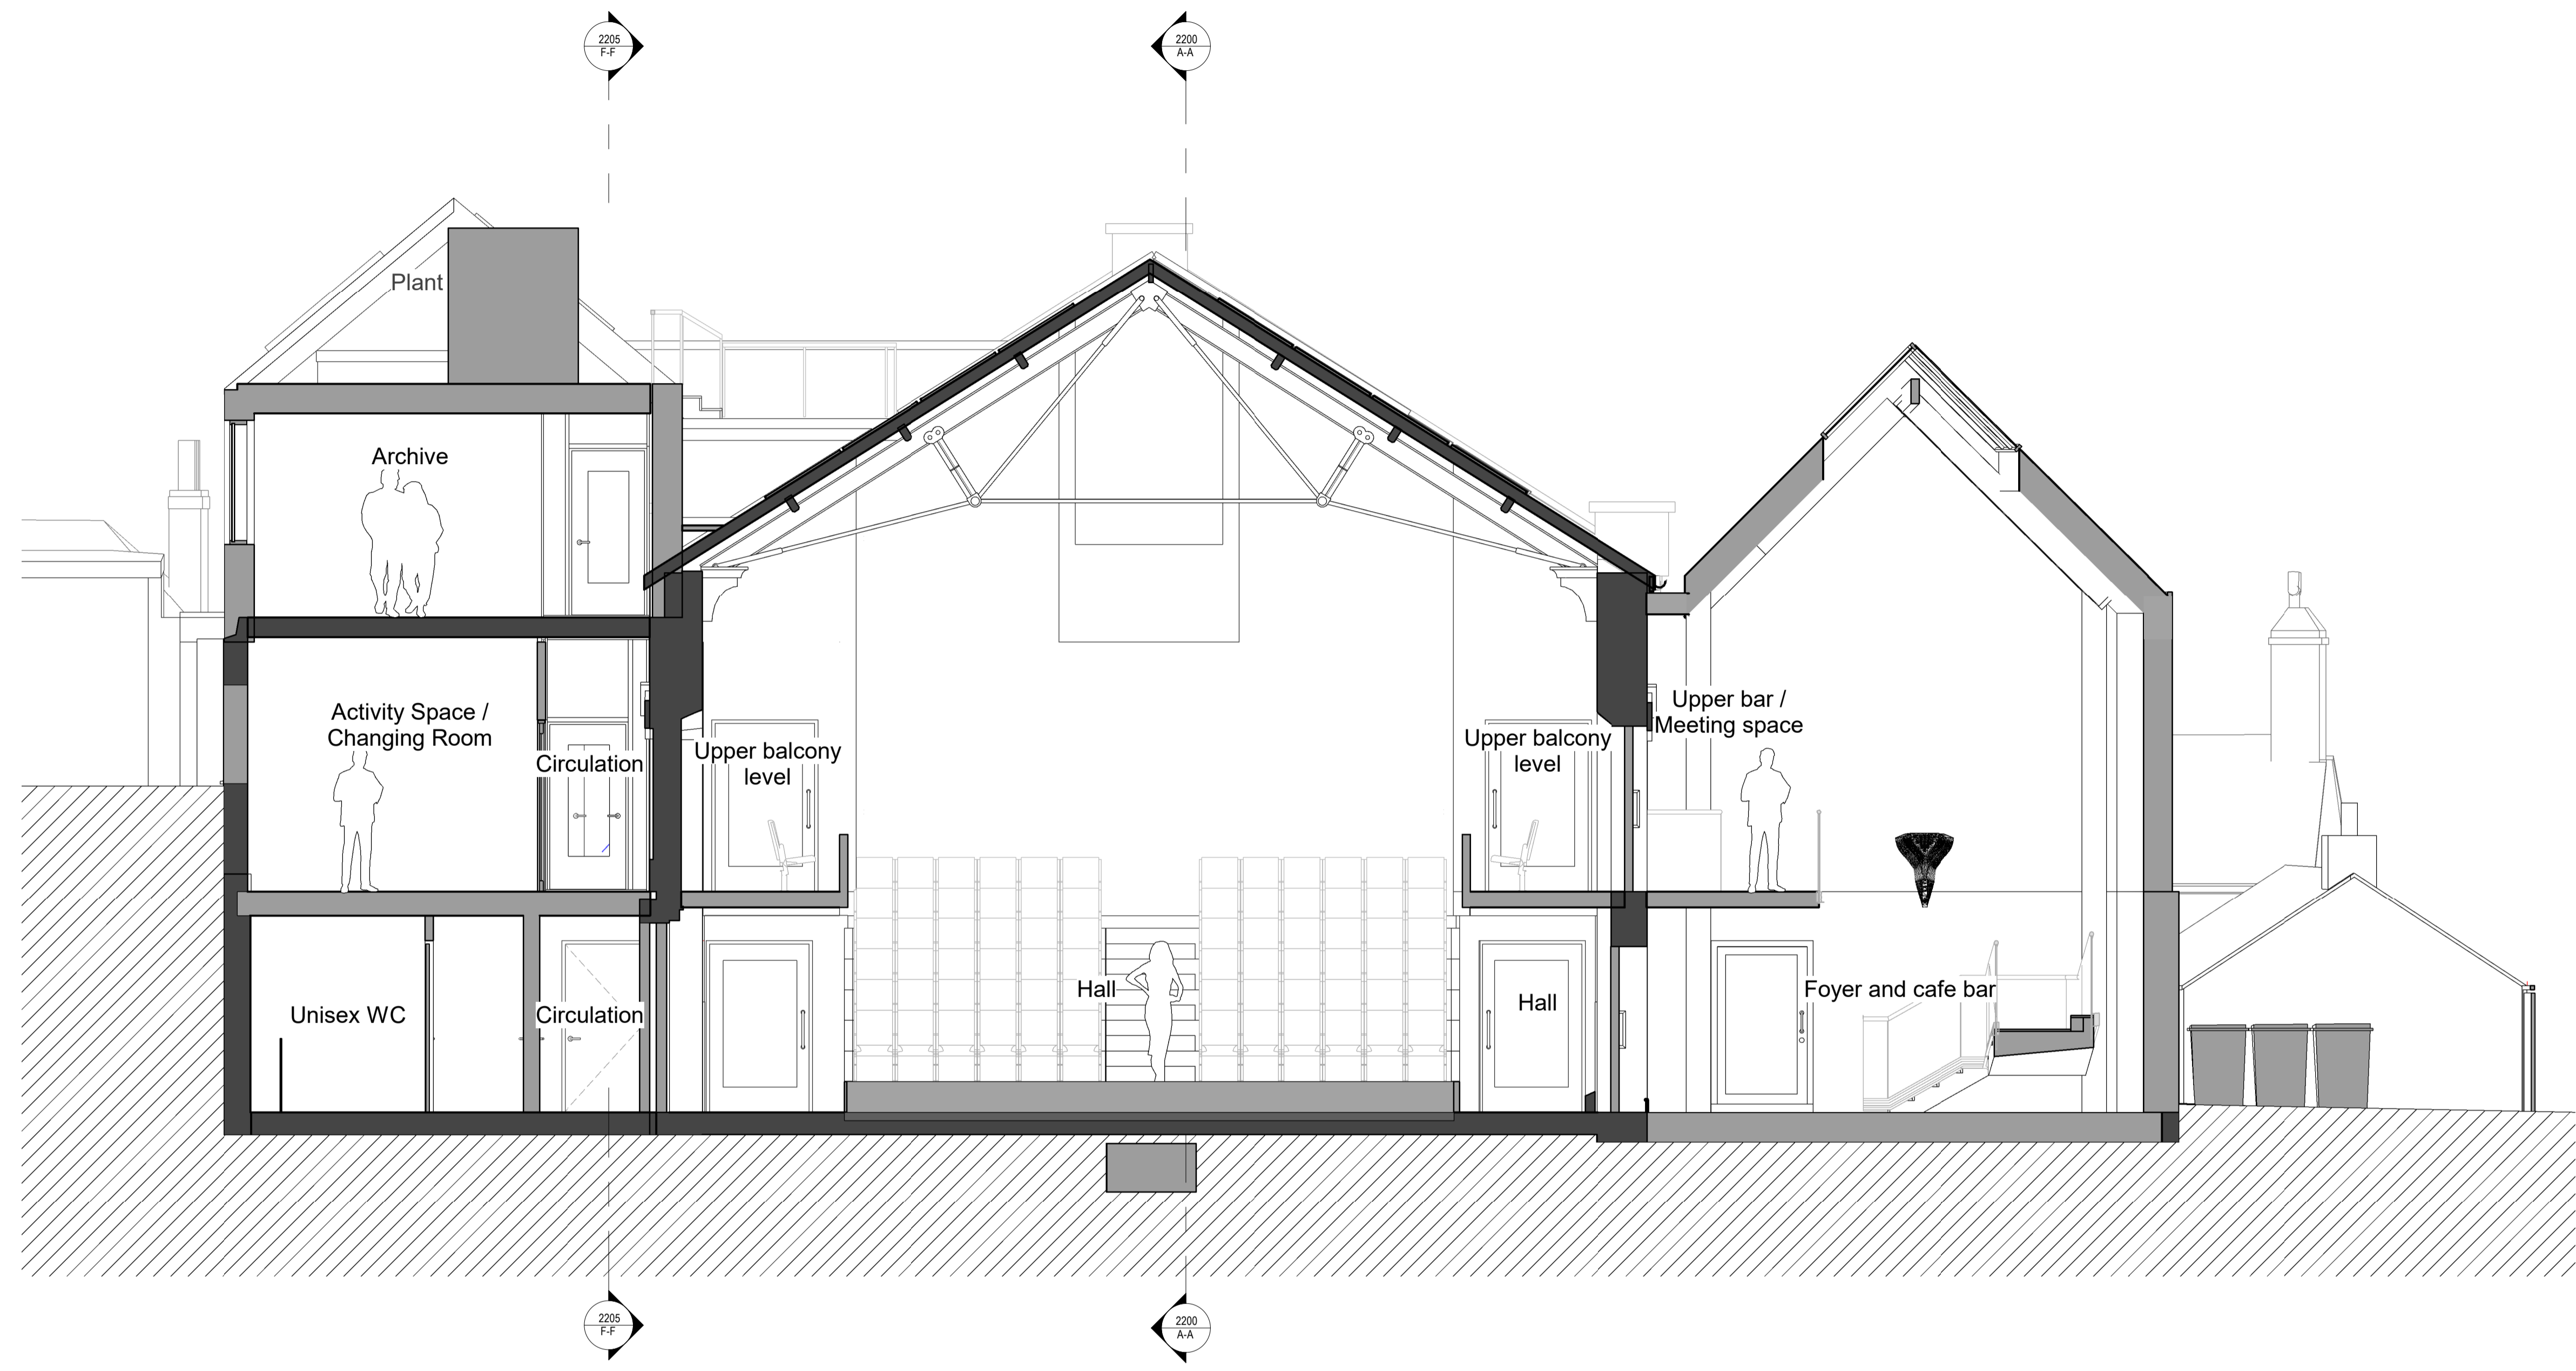 2205
F-F
2200
A-A
Plant
Archive
Activity Space /
Changing Room
Circulation
Upper balcony
level
Upper balcony
level
Upper bar /
Meeting space
Unisex WC
Circulation
Hall
Hall
Foyer and cafe bar
2205
F-F
2200
A-A